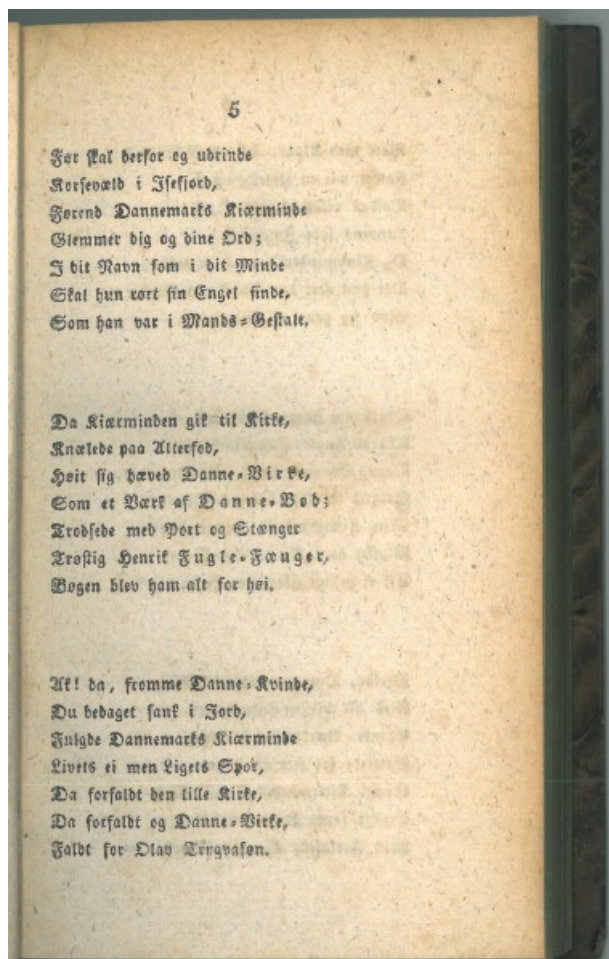 5
Før skal derfor og udrinde
Korsevæld i Isefjord,
Førend Dannemarks Kiærminde
Glemmer dig og dine Ord;
I dit Navn som i dit Minde
Skal hun tørt sin Engel finde,
Som han var i Mands-Gestalt.
Da Kiærminden gik til Kirke,
Knælede paa Alterfod,
Høit sig hæved Danne-Virke,
Som et Værk af Danne-Bod;
Trodsede med Port og Stænger
Trøstig Henrik Fugle-Fænger,
Bøgen blev ham alt for høi.
Ak! da, fromme Danne-Kvinde,
Du bedaget sank i Jord,
Fulgde Dannemarks Kiærminde
Livets ei men Ligets Spor,
Da forfaldt den lille Kirke,
Da forfaldt og Danne-Virke,
Faldt for Olav Trygvasøn.